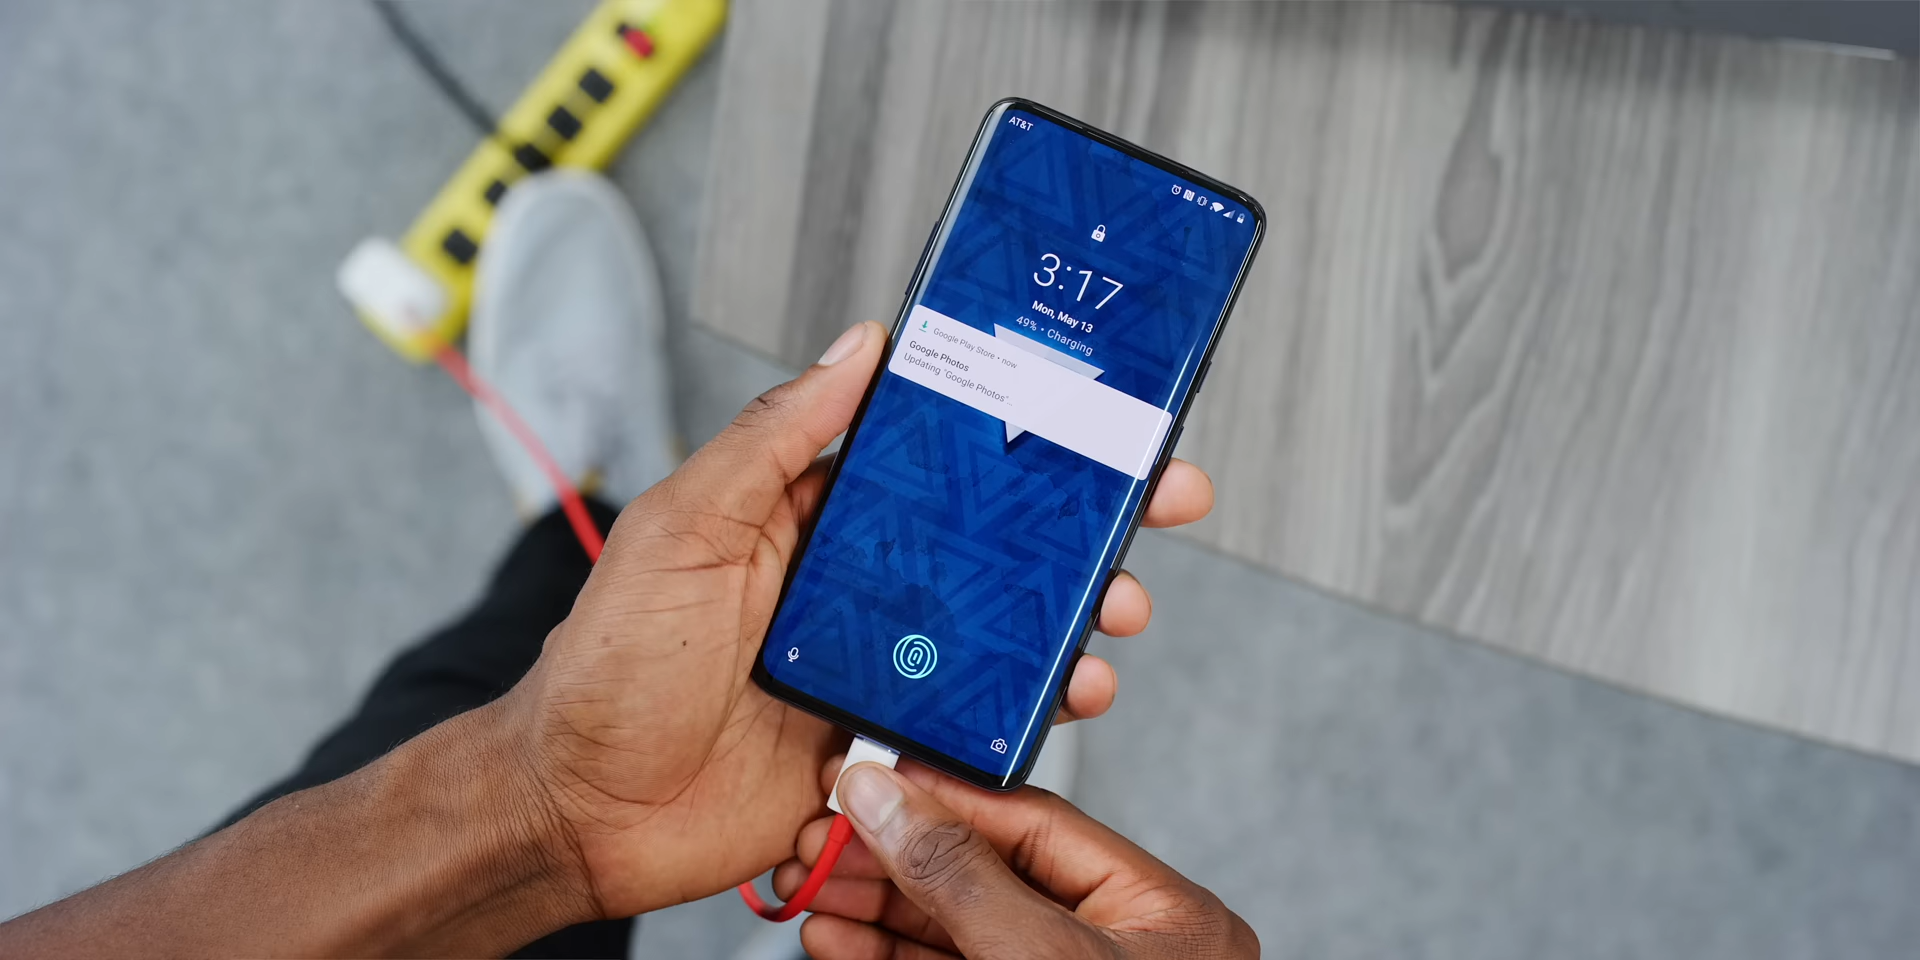 AT&T
3:17
Mon, May 13
49% • Charging
Google Play Store • now
Google Photos
Updating "Google Photos"...